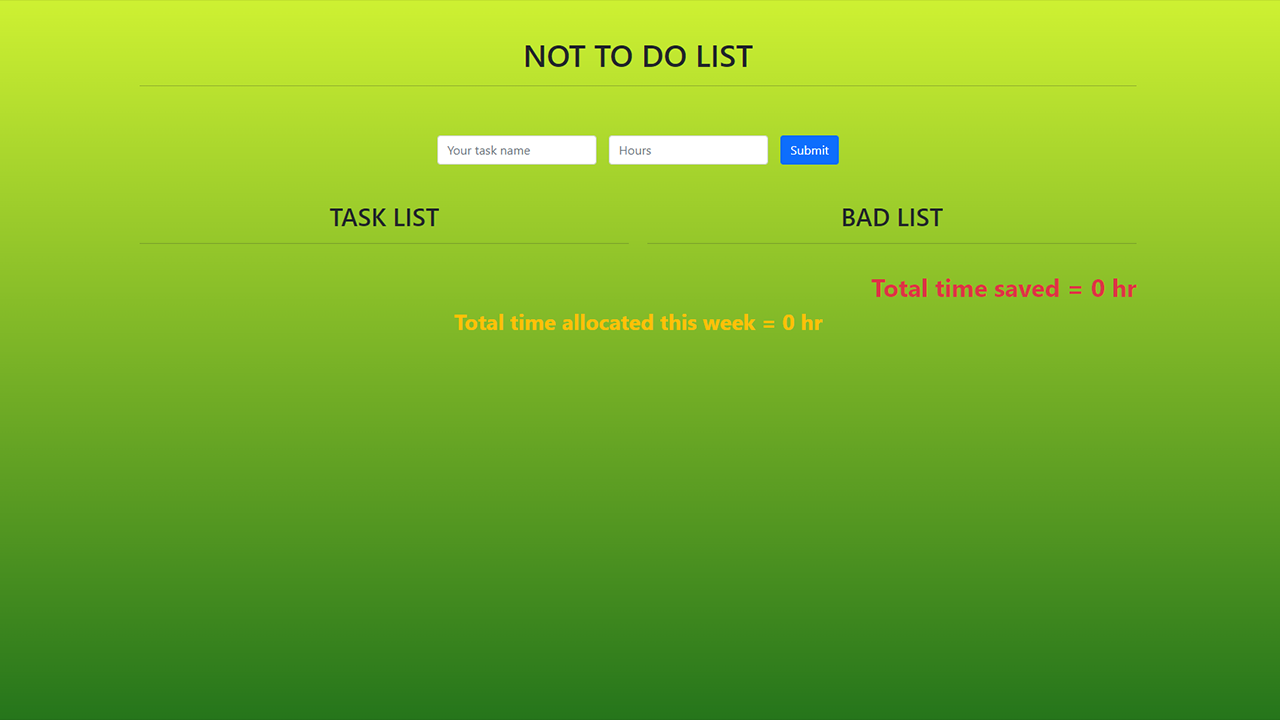 NOT TO DO LIST
Your task name Hours Submit
TASK LIST
BAD LIST
Total time saved = 0 hr
Total time allocated this week = 0 hr